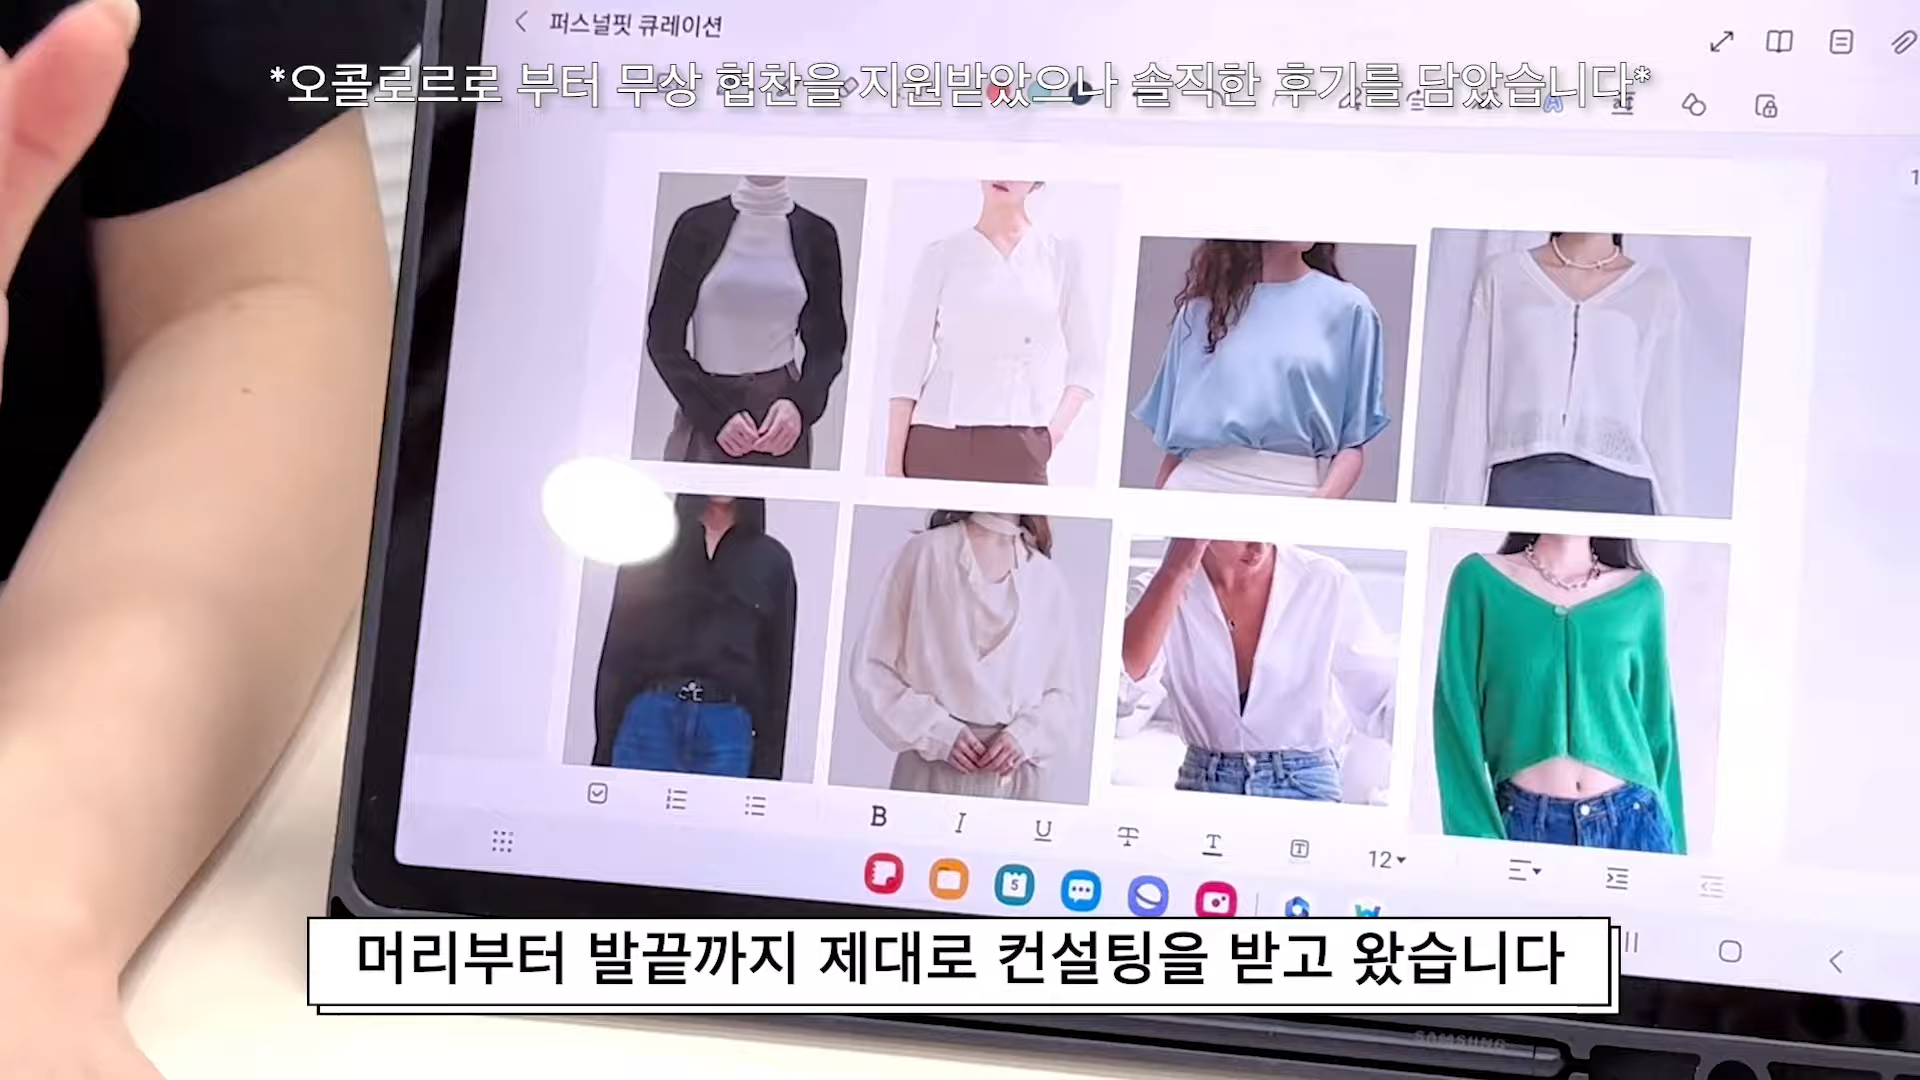 퍼스널핏 큐레이션
*오콜로르로 부터 무상 협찬을 지원받았으나 솔직한 후기를 담았습니다*
B I U T T T 12
5
머리부터 발끝까지 제대로 컨설팅을 받고 왔습니다
SAMSUNG